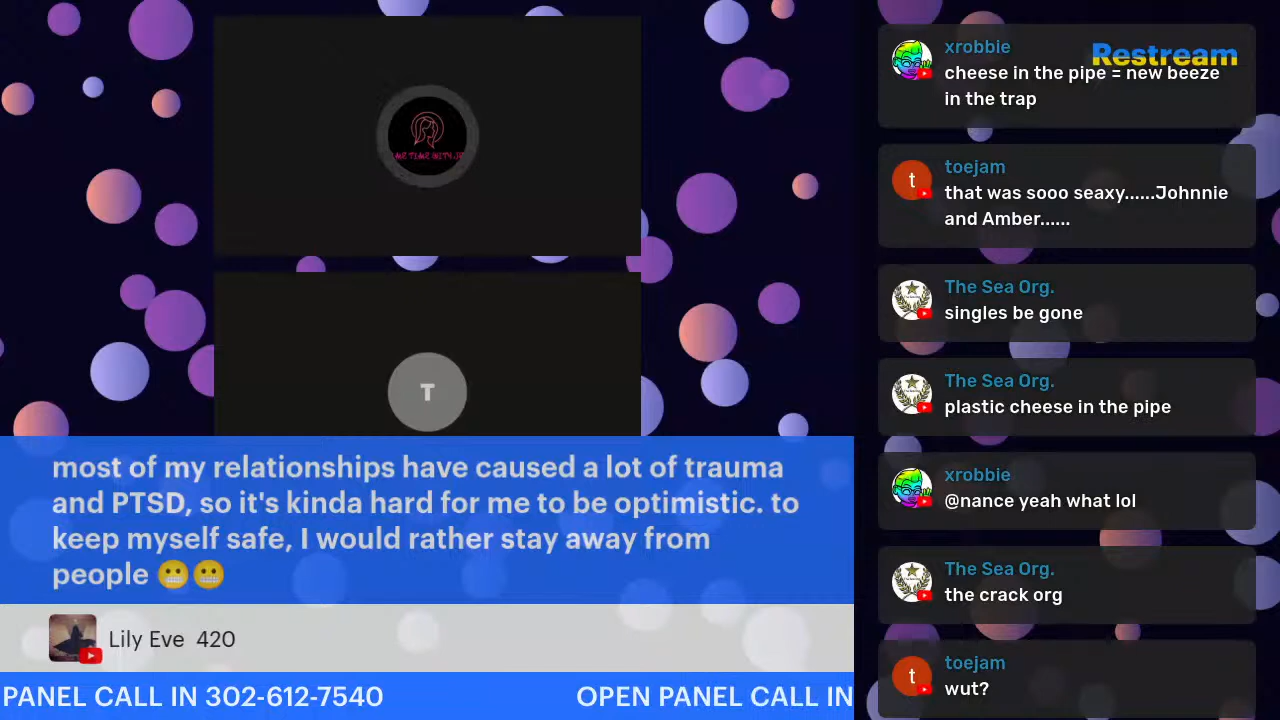 T
most of my relationships have caused a lot of trauma
and PTSD, so it's kinda hard for me to be optimistic. to
keep myself safe, I would rather stay away from
people 😬😬
Lily Eve 420
PANEL CALL IN 302-612-7540
OPEN PANEL CALL IN
Restream
xrobbie
cheese in the pipe = new beeze
in the trap
t
toejam
that was sooo seaxy......Johnnie
and Amber......
The Sea Org.
singles be gone
The Sea Org.
plastic cheese in the pipe
xrobbie
@nance yeah what lol
The Sea Org.
the crack org
t
toejam
wut?